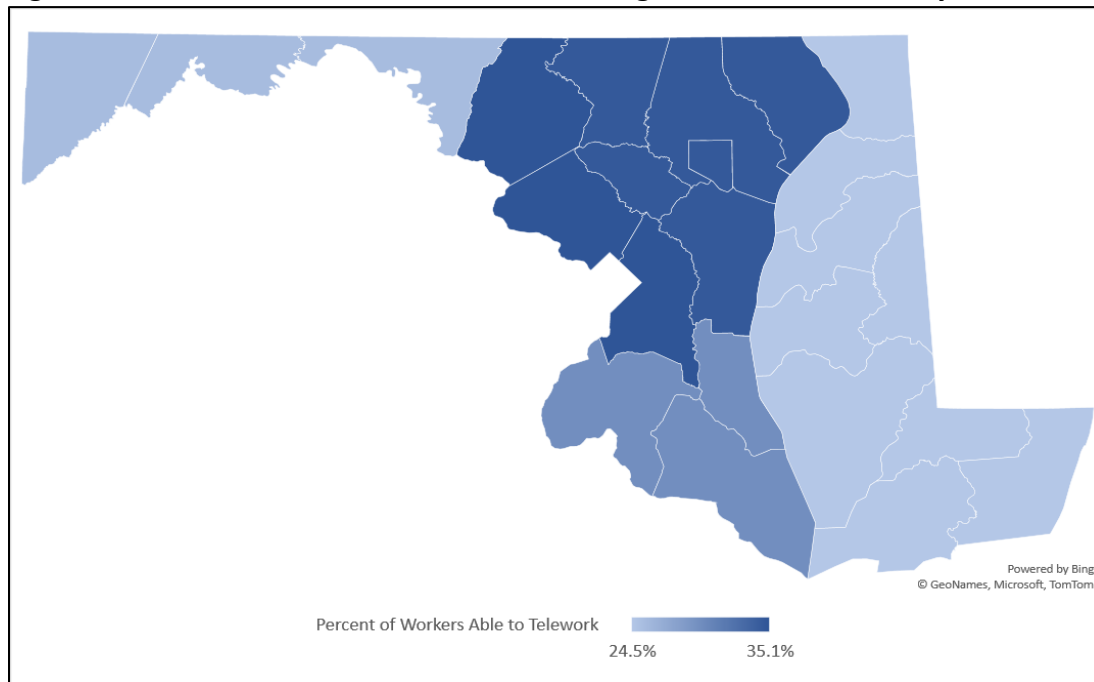 Powered by Bing
© GeoNames, Microsoft, TomTom
Percent of Workers Able to Telework
24.5% 35.1%